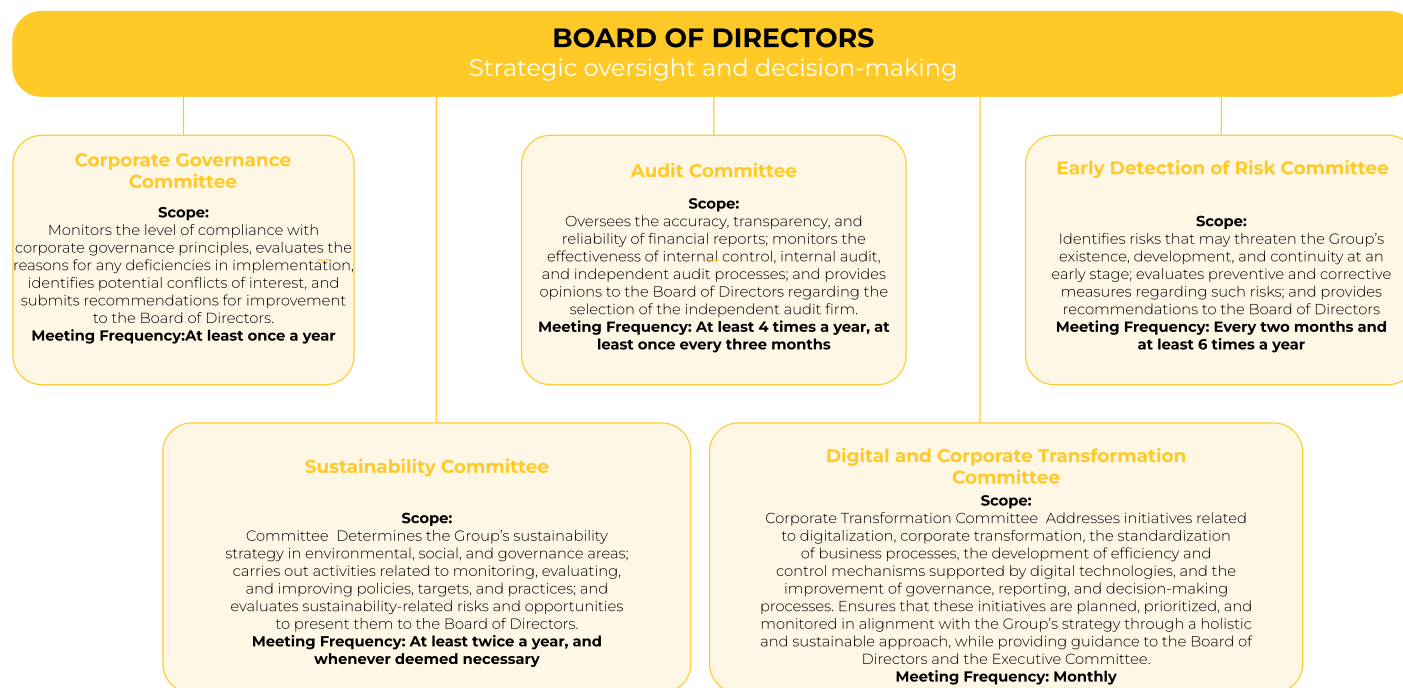 BOARD OF DIRECTORS
Strategic oversight and decision-making
Corporate Governance
Committee
Scope:
Monitors the level of compliance with
corporate governance principles, evaluates the
reasons for any deficiencies in implementation,
identifies potential conflicts of interest, and
submits recommendations for improvement
to the Board of Directors.
Meeting Frequency:At least once a year
Audit Committee
Scope:
Oversees the accuracy, transparency, and
reliability of financial reports; monitors the
effectiveness of internal control, internal audit,
and independent audit processes; and provides
opinions to the Board of Directors regarding the
selection of the independent audit firm.
Meeting Frequency: At least 4 times a year, at
least once every three months
Early Detection of Risk Committee
Scope:
Identifies risks that may threaten the Group’s
existence, development, and continuity at an
early stage; evaluates preventive and corrective
measures regarding such risks; and provides
recommendations to the Board of Directors
Meeting Frequency: Every two months and
at least 6 times a year
Sustainability Committee
Scope:
Committee  Determines the Group’s sustainability
strategy in environmental, social, and governance areas;
carries out activities related to monitoring, evaluating,
and improving policies, targets, and practices; and
evaluates sustainability-related risks and opportunities
to present them to the Board of Directors.
Meeting Frequency: At least twice a year, and
whenever deemed necessary
Digital and Corporate Transformation
Committee
Scope:
Corporate Transformation Committee  Addresses initiatives related
to digitalization, corporate transformation, the standardization
of business processes, the development of efficiency and
control mechanisms supported by digital technologies, and the
improvement of governance, reporting, and decision-making
processes. Ensures that these initiatives are planned, prioritized, and
monitored in alignment with the Group’s strategy through a holistic
and sustainable approach, while providing guidance to the Board of
Directors and the Executive Committee.
Meeting Frequency: Monthly